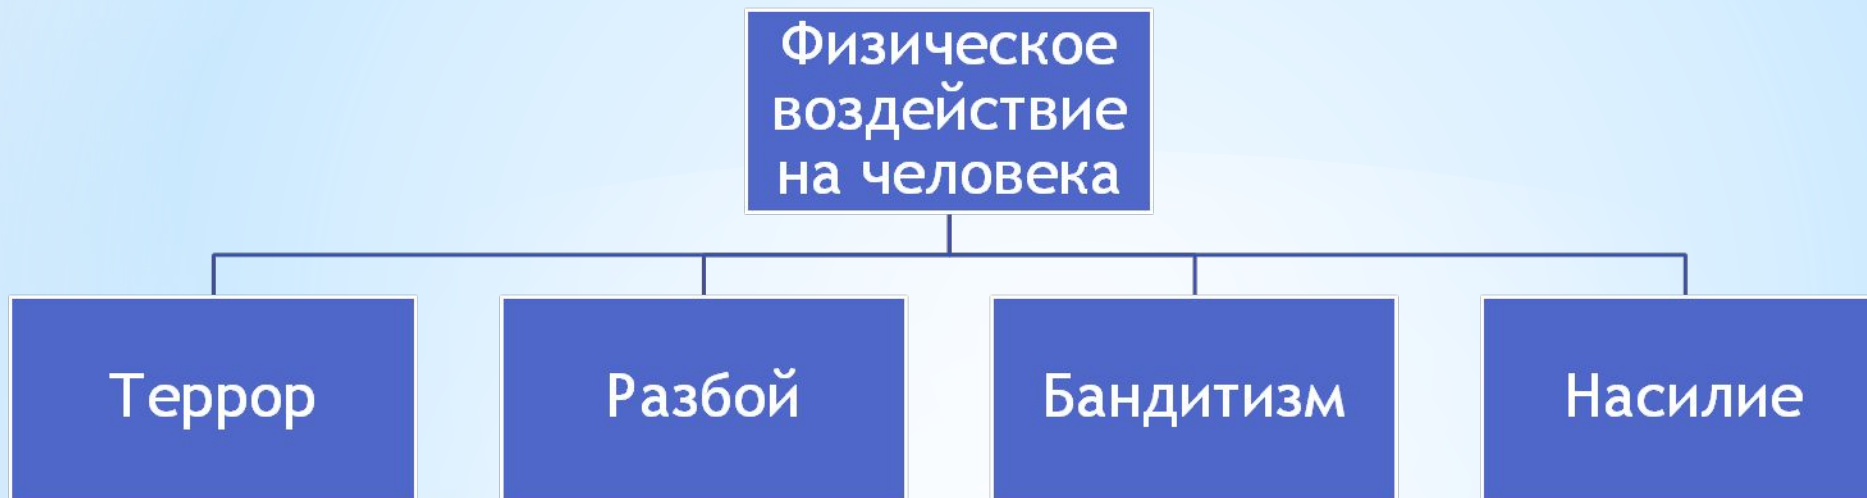 Физическое
воздействие
на человека
Террор
Разбой
Бандитизм
Насилие